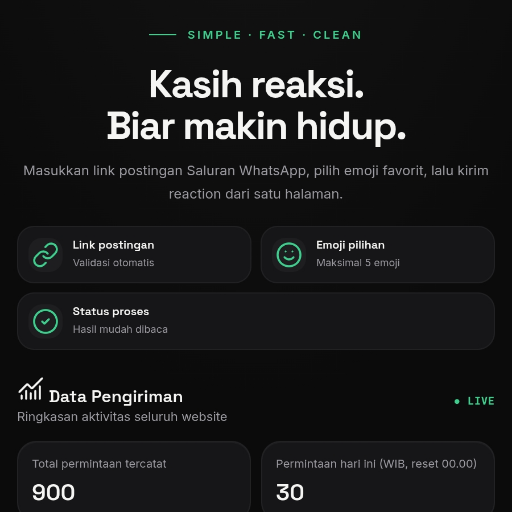 SIMPLE · FAST · CLEAN
Kasih reaksi.
Biar makin hidup.
Masukkan link postingan Saluran WhatsApp, pilih emoji favorit, lalu kirim
reaction dari satu halaman.
Link postingan
Validasi otomatis
Emoji pilihan
Maksimal 5 emoji
Status proses
Hasil mudah dibaca
Data Pengiriman
Ringkasan aktivitas seluruh website
• LIVE
Total permintaan tercatat
900
Permintaan hari ini (WIB, reset 00.00)
30